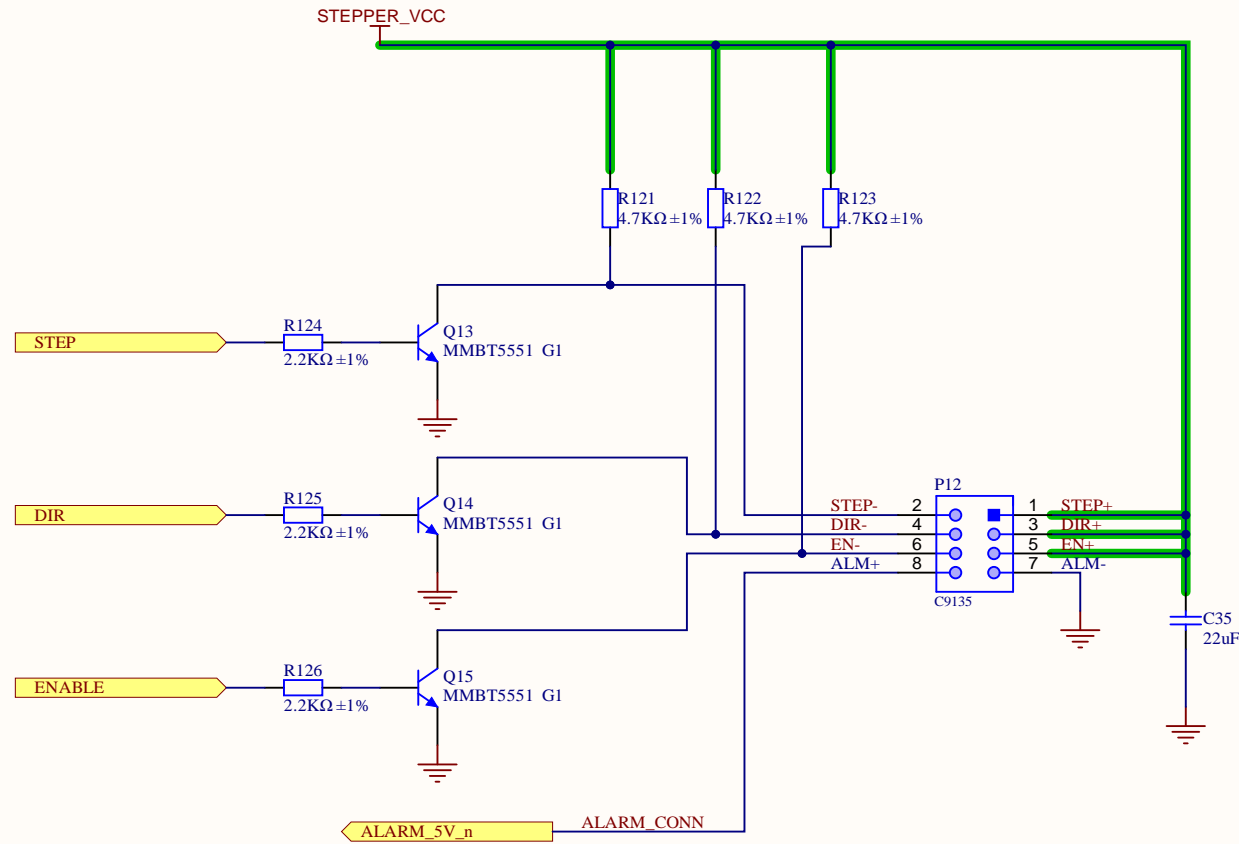 STEPPER_VCC
R121
4.7KΩ±1%
R122
4.7KΩ±1%
R123
4.7KΩ±1%
STEP
R124
2.2KΩ±1%
Q13
MMBT5551 G1
DIR
R125
2.2KΩ±1%
Q14
MMBT5551 G1
P12
STEP- 2 1 STEP+
DIR- 4 3 DIR+
EN- 6 5 EN+
ALM+ 8 7 ALM-
C9135
C35
22uF
ENABLE
R126
2.2KΩ±1%
Q15
MMBT5551 G1
ALARM_5V_n
ALARM_CONN